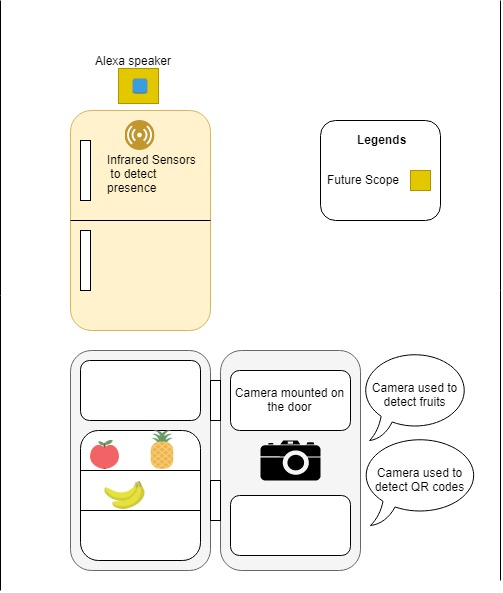 Alexa speaker
Infrared Sensors
to detect
presence
Legends
Future Scope
Camera mounted on
the door
Camera used to
detect fruits
Camera used to
detect QR codes